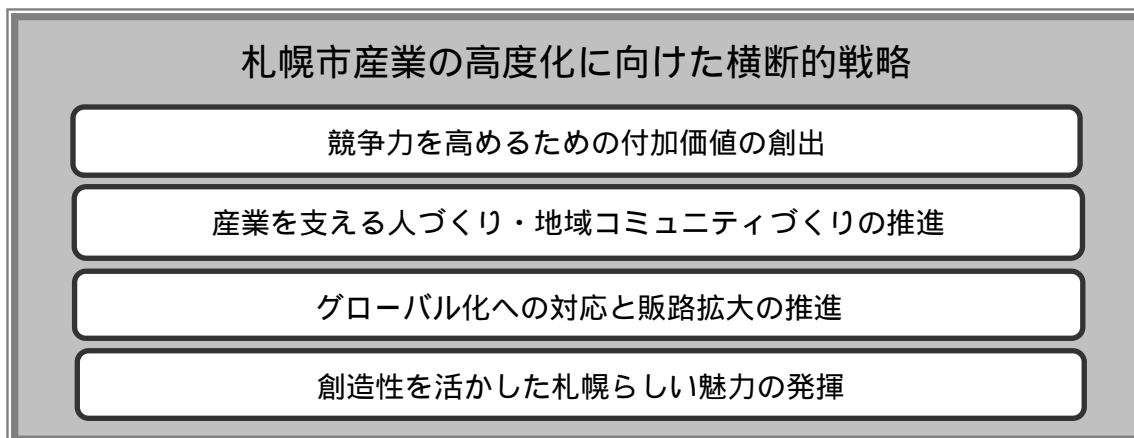 札幌市産業の高度化に向けた横断的戦略
競争力を高めるための付加価値の創出
産業を支える人づくり・地域コミュニティづくりの推進
グローバル化への対応と販路拡大の推進
創造性を活かした札幌らしい魅力の発揮